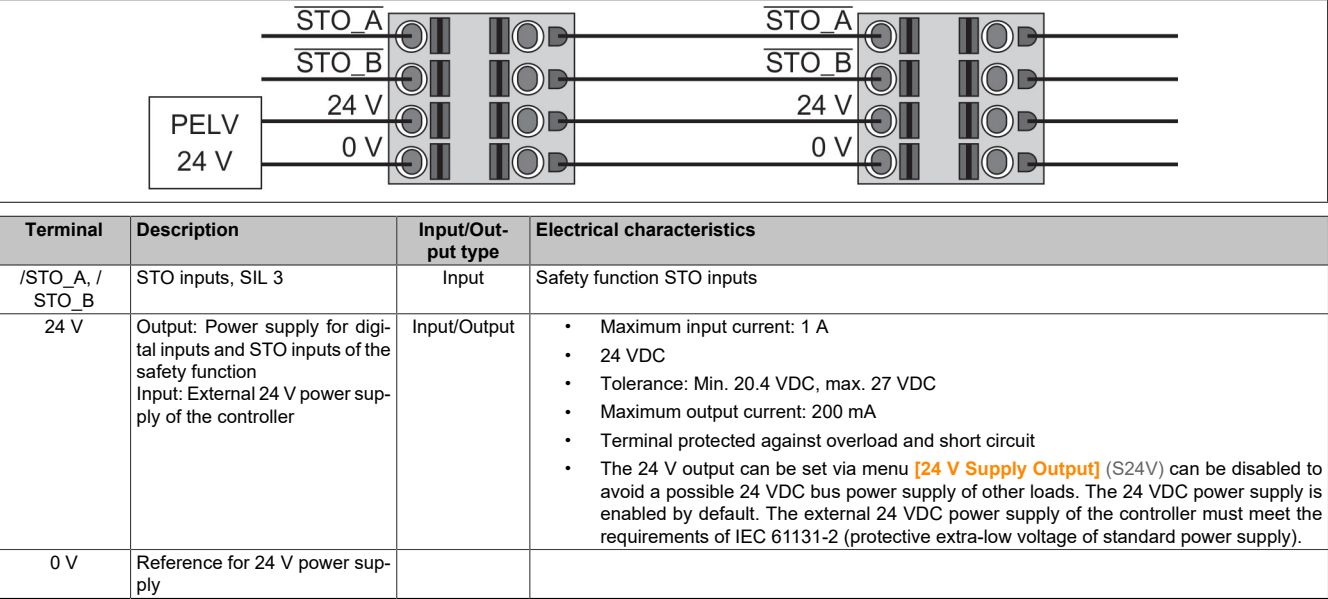 STO_A STO_A
STO_B STO_B
24 V 24 V
PELV
24 V
0 V 0 V
Terminal Description Input/Out-
put type Electrical characteristics
/STO_A, /
STO_B STO inputs, SIL 3 Input Safety function STO inputs
24 V Output: Power supply for digi-
tal inputs and STO inputs of the
safety function
Input: External 24 V power sup-
ply of the controller
Input/Output
• Maximum input current: 1 A
• 24 VDC
• Tolerance: Min. 20.4 VDC, max. 27 VDC
• Maximum output current: 200 mA
• Terminal protected against overload and short circuit
• The 24 V output can be set via menu [24 V Supply Output] (S24V) can be disabled to
avoid a possible 24 VDC bus power supply of other loads. The 24 VDC power supply is
enabled by default. The external 24 VDC power supply of the controller must meet the
requirements of IEC 61131-2 (protective extra-low voltage of standard power supply).
0 V Reference for 24 V power sup-
ply